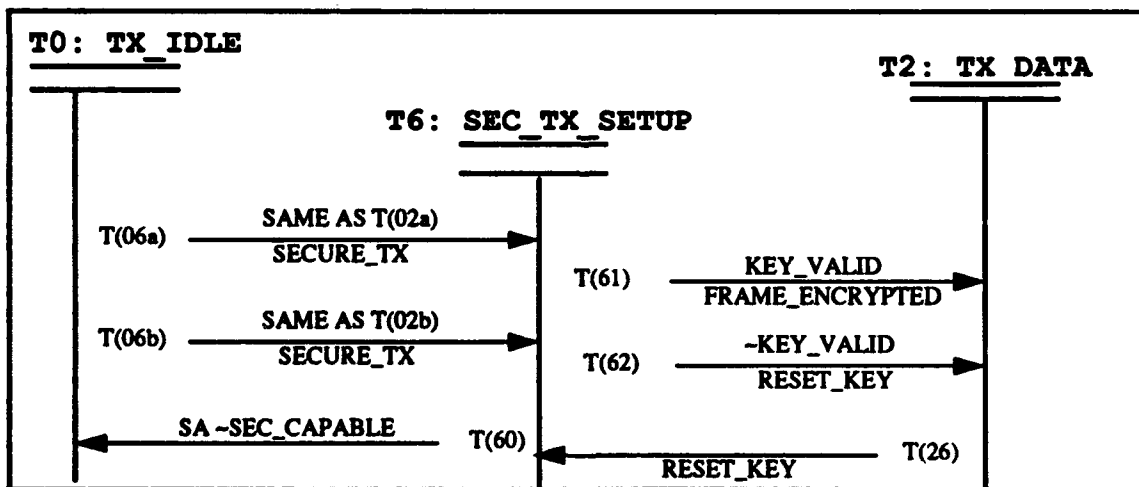 T0: TX_IDLE
T2: TX DATA
T6: SEC_TX_SETUP
T(06a)
SAME AS T(02a)
SECURE_TX
T(61)
KEY_VALID
FRAME_ENCRYPTED
T(06b)
SAME AS T(02b)
SECURE_TX
T(62)
~KEY_VALID
RESET_KEY
SA ~SEC_CAPABLE
T(60)
T(26)
RESET_KEY